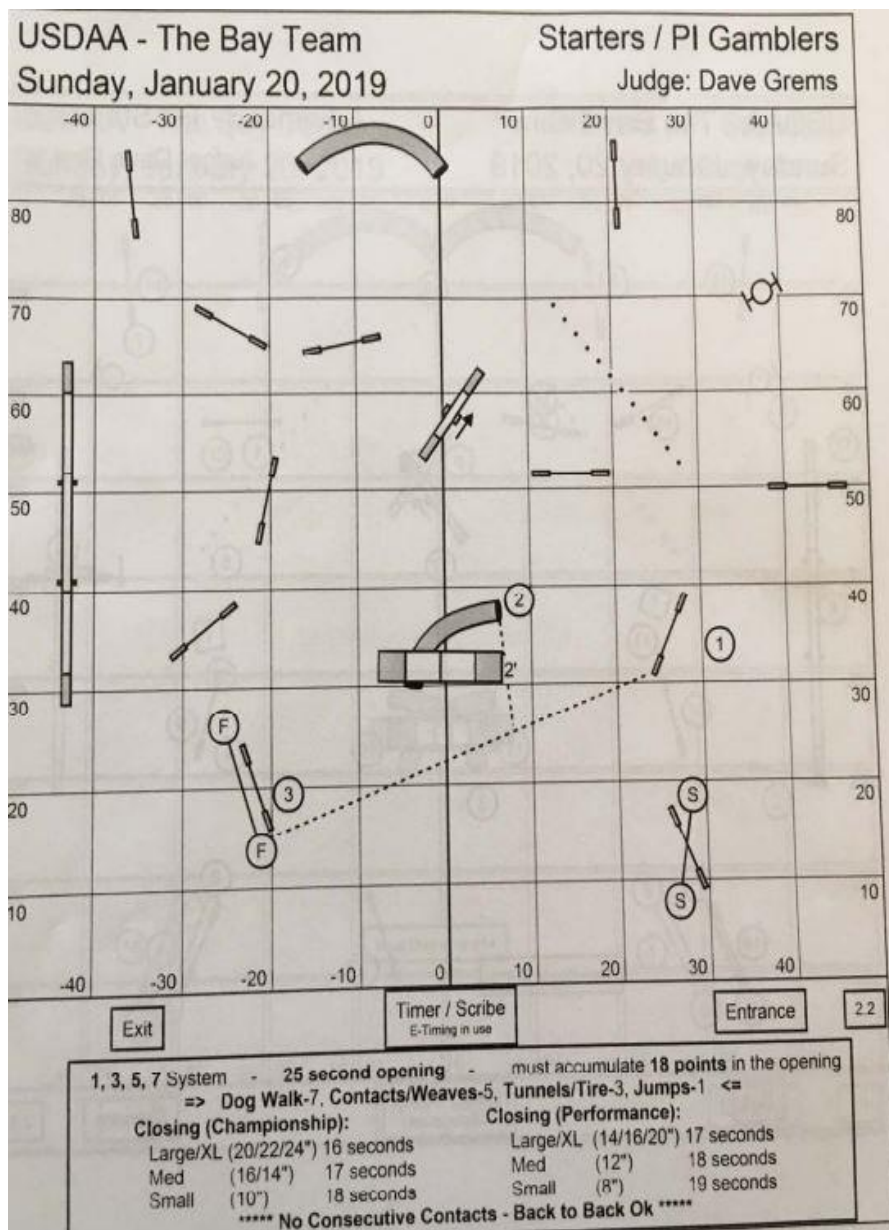 USDAA - The Bay Team Starters / PI Gamblers
Sunday, January 20, 2019 Judge: Dave Grems
-40 -30 -20 -10 0 10 20 30 40
80 80
70 70
60 60
50 50
40 40
2
1
2'
30 30
F
3
20 20
S
F
10 10
S
-40 -30 -20 -10 0 10 20 30 40
Exit Timer / Scribe Entrance 2.2
E-Timing in use
1, 3, 5, 7 System - 25 second opening - must accumulate 18 points in the opening
=> Dog Walk-7, Contacts/Weaves-5, Tunnels/Tire-3, Jumps-1 <=
Closing (Championship): Closing (Performance):
Large/XL (20/22/24") 16 seconds Large/XL (14/16/20") 17 seconds
Med (16/14") 17 seconds Med (12") 18 seconds
Small (10") 18 seconds Small (8") 19 seconds
***** No Consecutive Contacts - Back to Back Ok *****